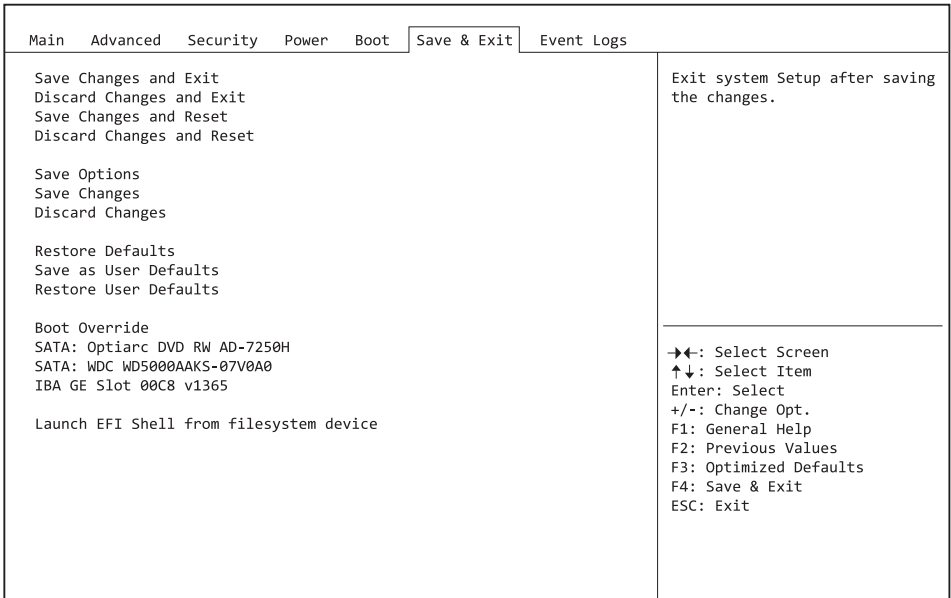 Main Advanced Security Power Boot Save & Exit Event Logs
Save Changes and Exit
Discard Changes and Exit
Save Changes and Reset
Discard Changes and Reset
Save Options
Save Changes
Discard Changes
Restore Defaults
Save as User Defaults
Restore User Defaults
Boot Override
SATA: Optiarc DVD RW AD-7250H
SATA: WDC WD5000AAKS-07V0A0
IBA GE Slot 00C8 v1365
Launch EFI Shell from filesystem device
Exit system Setup after saving
the changes.
→←: Select Screen
↑↓: Select Item
Enter: Select
+/-: Change Opt.
F1: General Help
F2: Previous Values
F3: Optimized Defaults
F4: Save & Exit
ESC: Exit